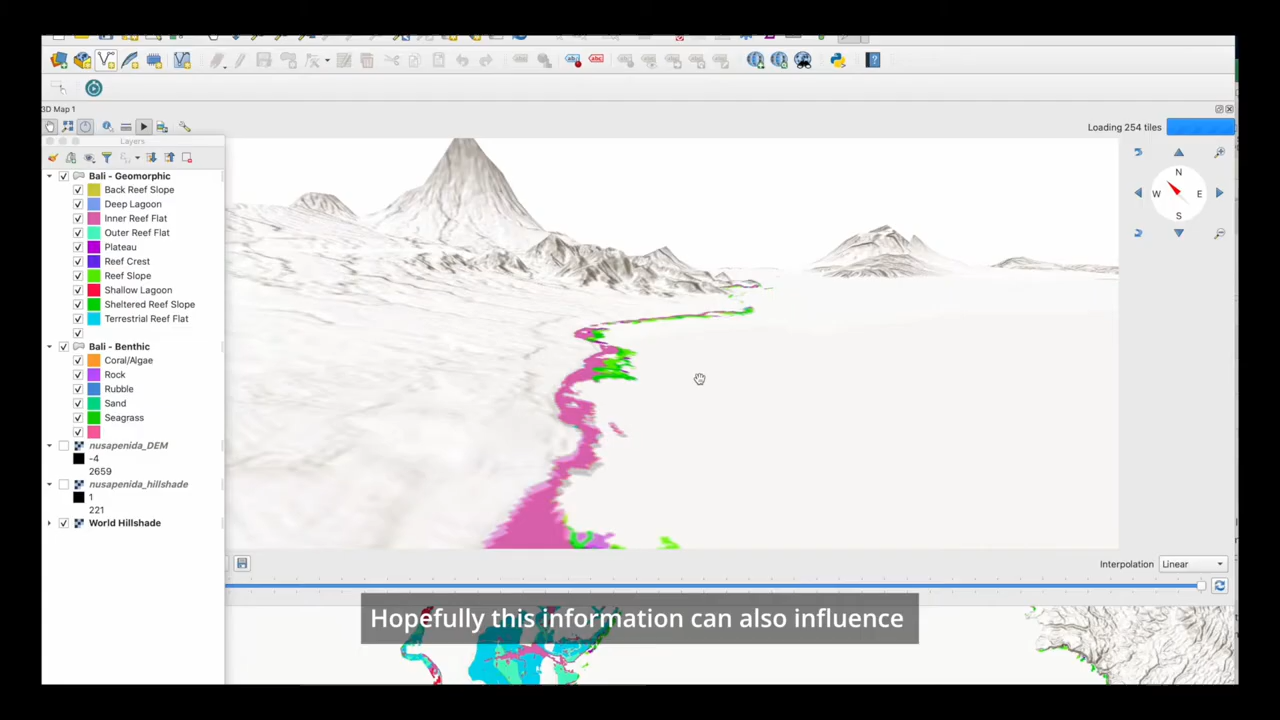 3D Map 1
Loading 254 tiles
Layers
Bali - Geomorphic
Back Reef Slope
Deep Lagoon
Inner Reef Flat
Outer Reef Flat
Plateau
Reef Crest
Reef Slope
Shallow Lagoon
Sheltered Reef Slope
Terrestrial Reef Flat
Bali - Benthic
Coral/Algae
Rock
Rubble
Sand
Seagrass
nusapenida_DEM
-4
2659
nusapenida_hillshade
1
221
World Hillshade
N
W E
S
Interpolation Linear
Hopefully this information can also influence